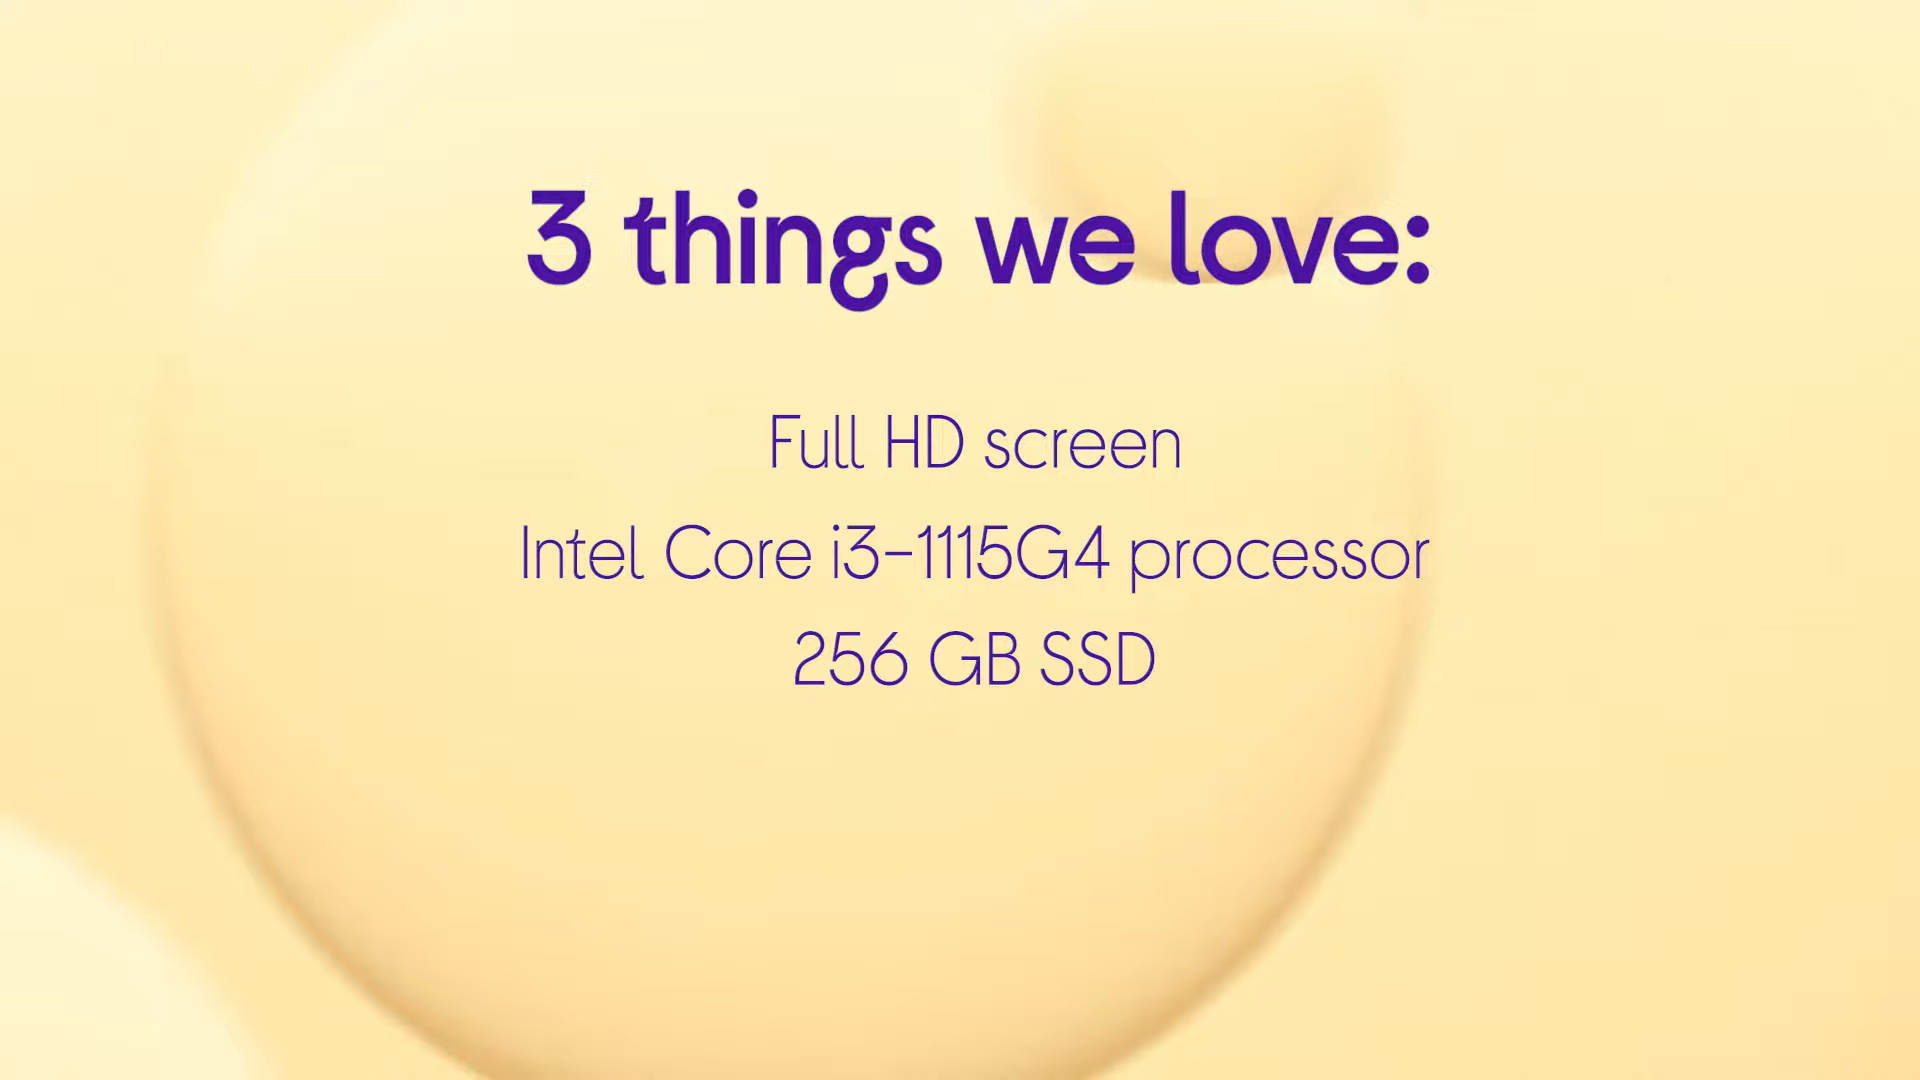 3 things we love:
Full HD screen
Intel Core i3-1115G4 processor
256 GB SSD